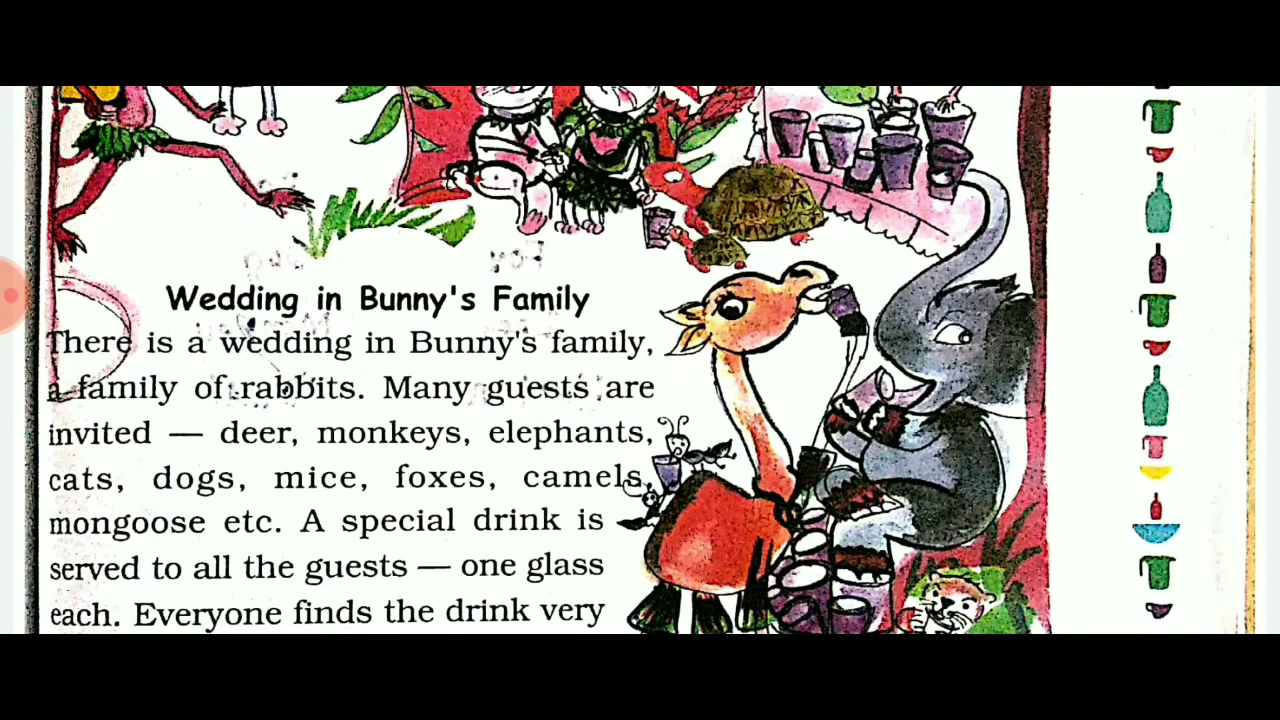 Wedding in Bunny's Family
There is a wedding in Bunny's family,
a family of rabbits. Many guests are
invited — deer, monkeys, elephants,
cats, dogs, mice, foxes, camels,
mongoose etc. A special drink is
served to all the guests — one glass
each. Everyone finds the drink very